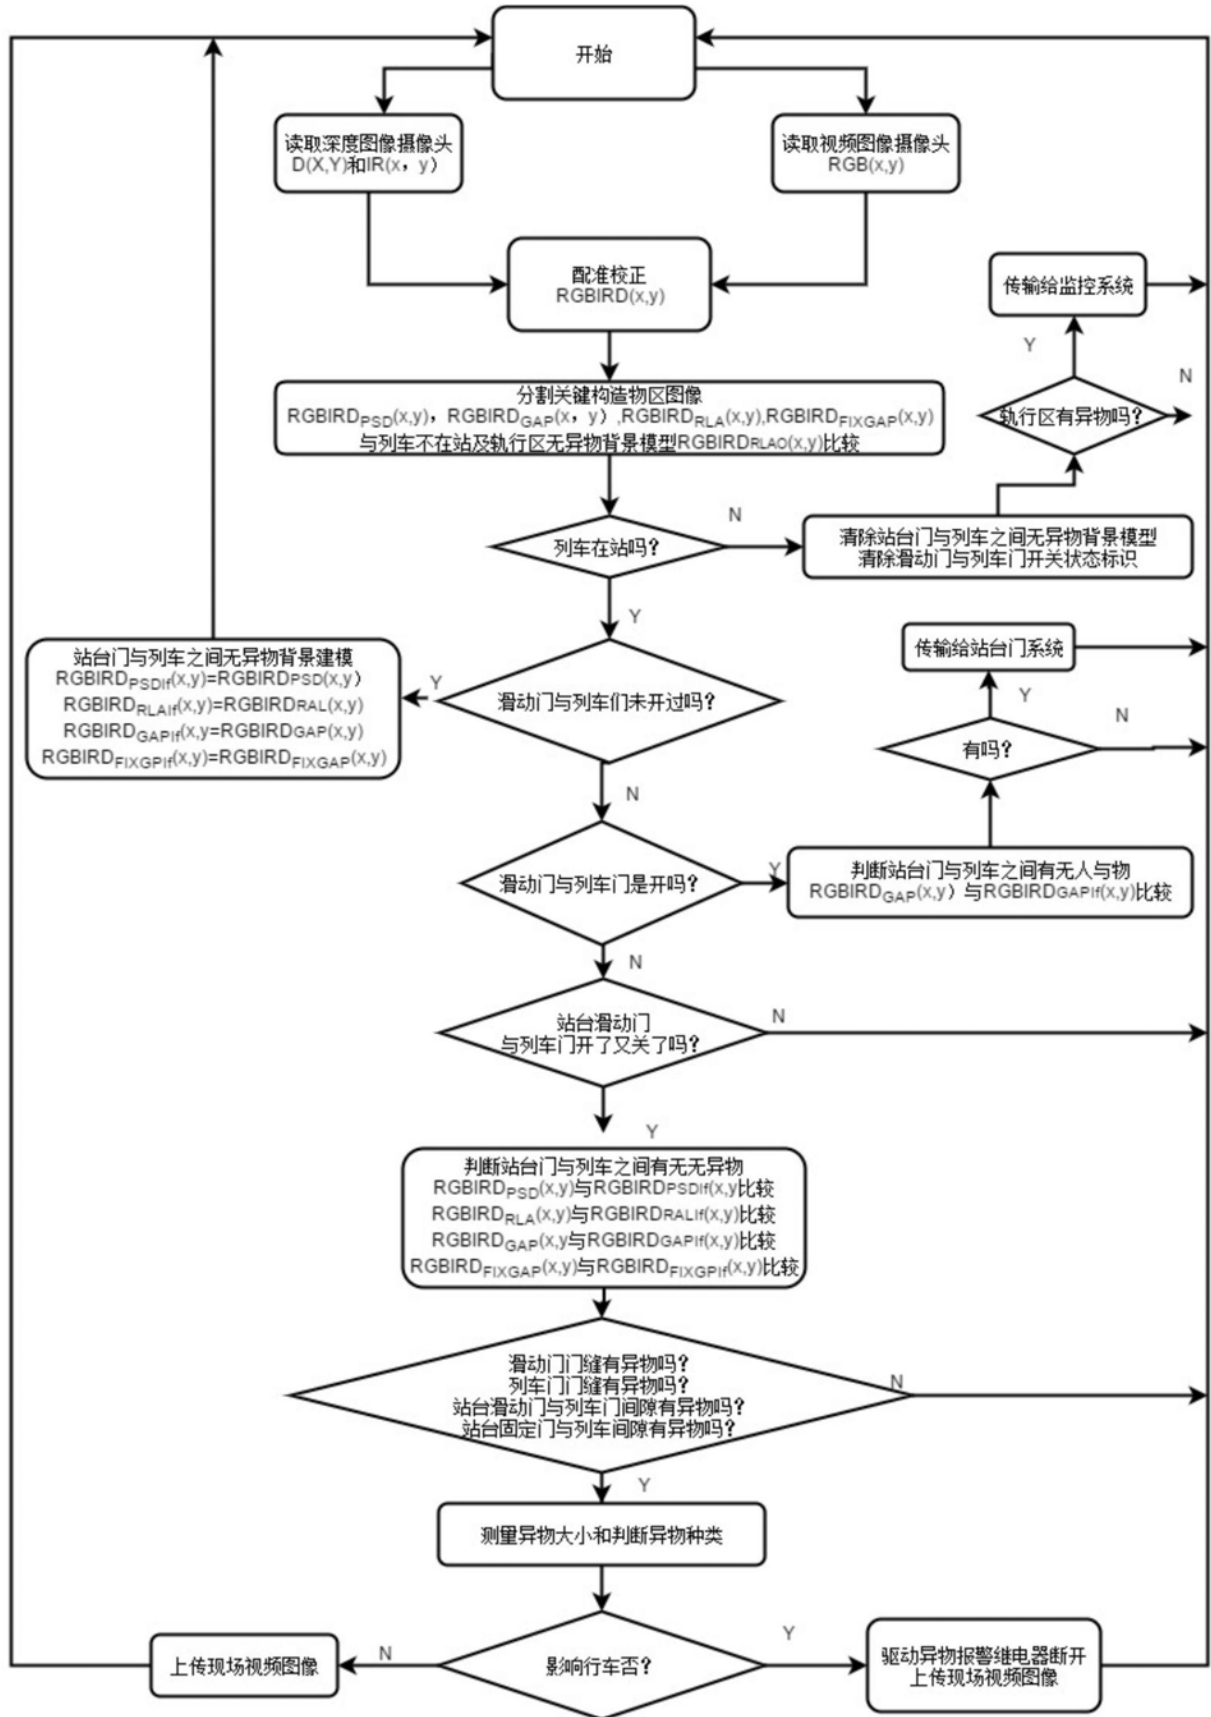 开始
读取深度图像摄像头
D(X,Y)和IR(x，y）
读取视频图像摄像头
RGB(x,y)
配准校正
RGBIRD(x,y)
传输给监控系统
Y
N
轨行区有异物吗？
分割关键构造物区图像
RGBIRD_PSD(x,y)，RGBIRD_GAP(x，y）,RGBIRD_RLA(x,y),RGBIRD_FIXGAP(x,y)
与列车不在站及轨行区无异物背景模型RGBIRDRLAO(x,y)比较
列车在站吗？
N
清除站台门与列车之间无异物背景模型
清除滑动门与列车门开关状态标识
Y
站台门与列车之间无异物背景建模
RGBIRD_PSDIf(x,y)=RGBIRDPSD(x,y）
RGBIRD_RLAIf(x,y)=RGBIRDRAL(x,y)
RGBIRD_GAPIf(x,y=RGBIRDGAP(x,y)
RGBIRD_FIXGPIf(x,y)=RGBIRD_FIXGAP(x,y)
Y
滑动门与列车们未开过吗？
传输给站台门系统
Y
N
有吗？
N
滑动门与列车门是开吗？
Y
判断站台门与列车之间有无人与物
RGBIRD_GAP(x,y）与RGBIRDGAPIf(x,y)比较
N
站台滑动门
与列车门开了又关了吗？
N
Y
判断站台门与列车之间有无无异物
RGBIRD_PSD(x,y)与RGBIRDPSDIf(x,y比较
RGBIRD_RLA(x,y)与RGBIRDRALIf(x,y)比较
RGBIRD_GAP(x,y与RGBIRDGAPIf(x,y)比较
RGBIRD_FIXGAP(x,y)与RGBIRD_FIXGPIf(x,y)比较
滑动门门缝有异物吗？
列车门门缝有异物吗？
站台滑动门与列车门间隙有异物吗？
站台固定门与列车间隙有异物吗？
N
Y
测量异物大小和判断异物种类
影响行车否？
N
上传现场视频图像
Y
驱动异物报警继电器断开
上传现场视频图像